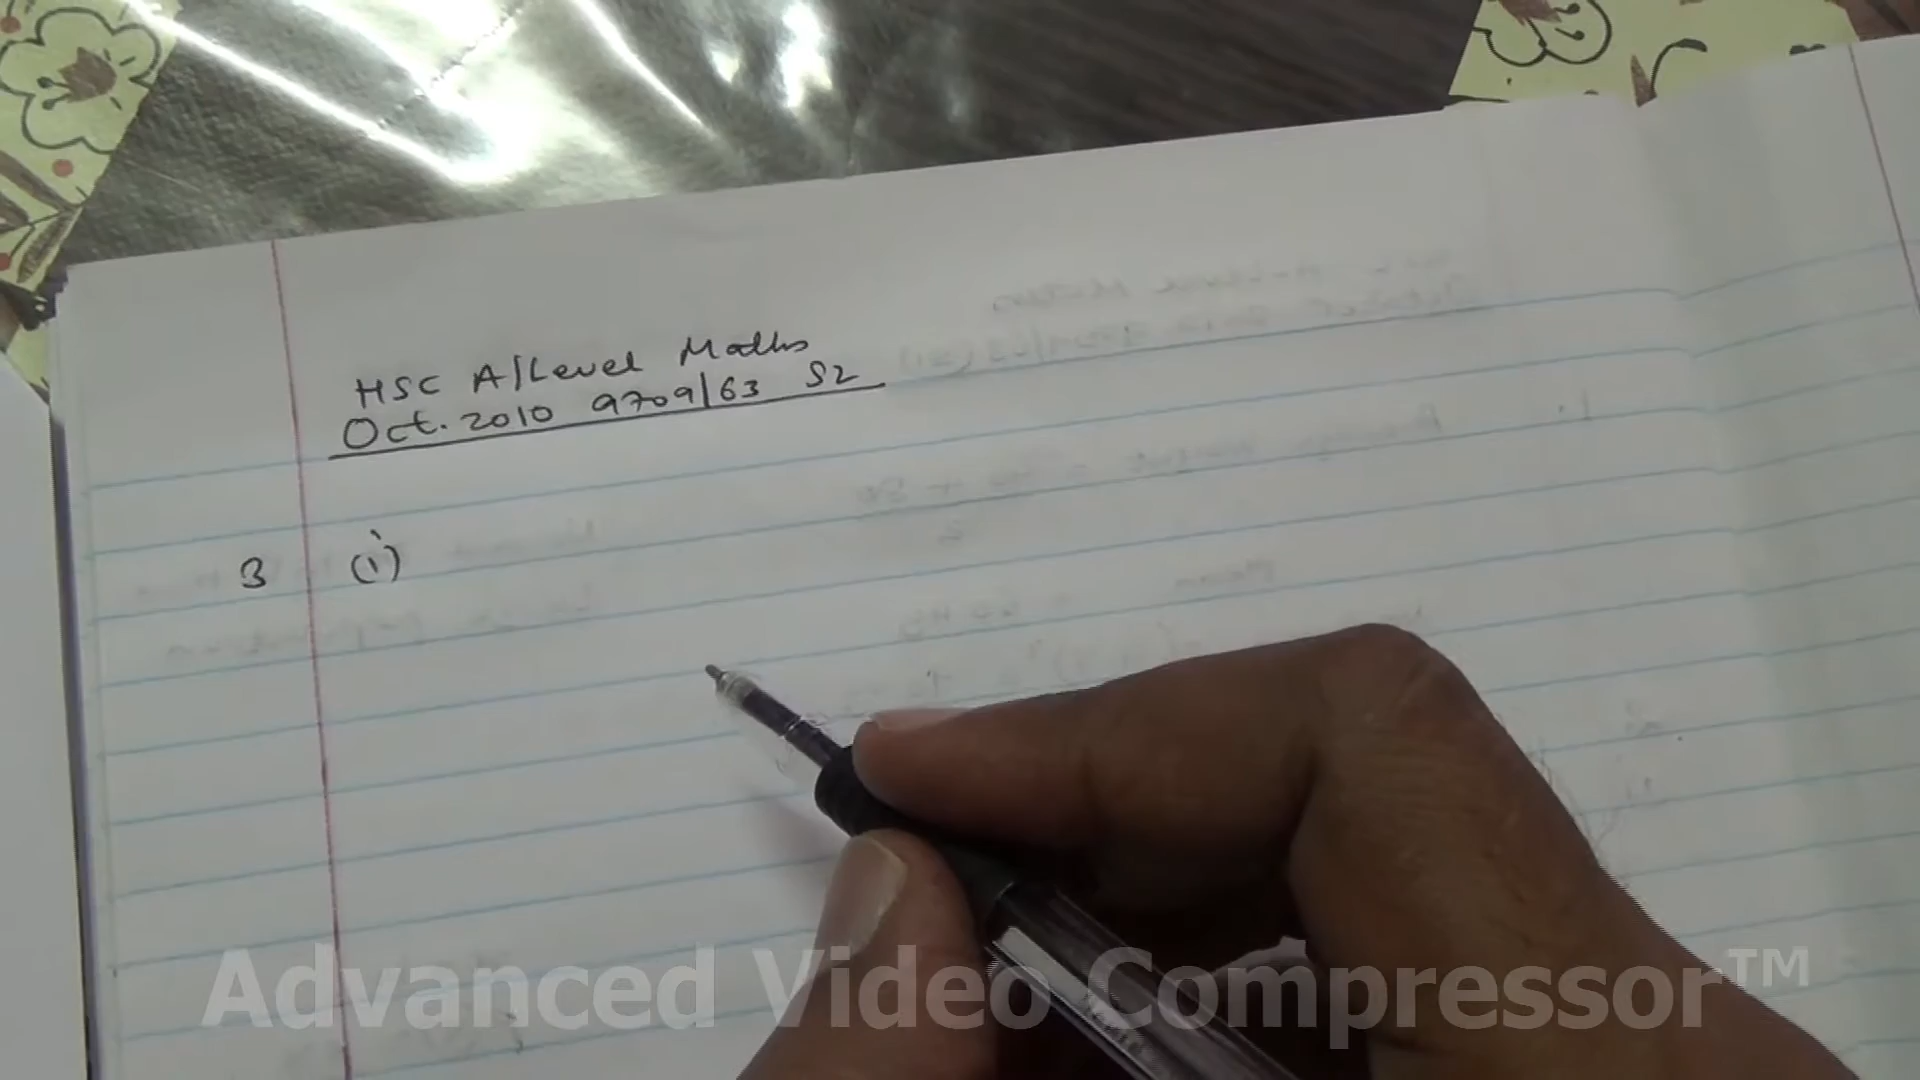 HSC A/Level Maths
Oct. 2010 9709/63 S2
3 (i)
Advanced Video Compressor™